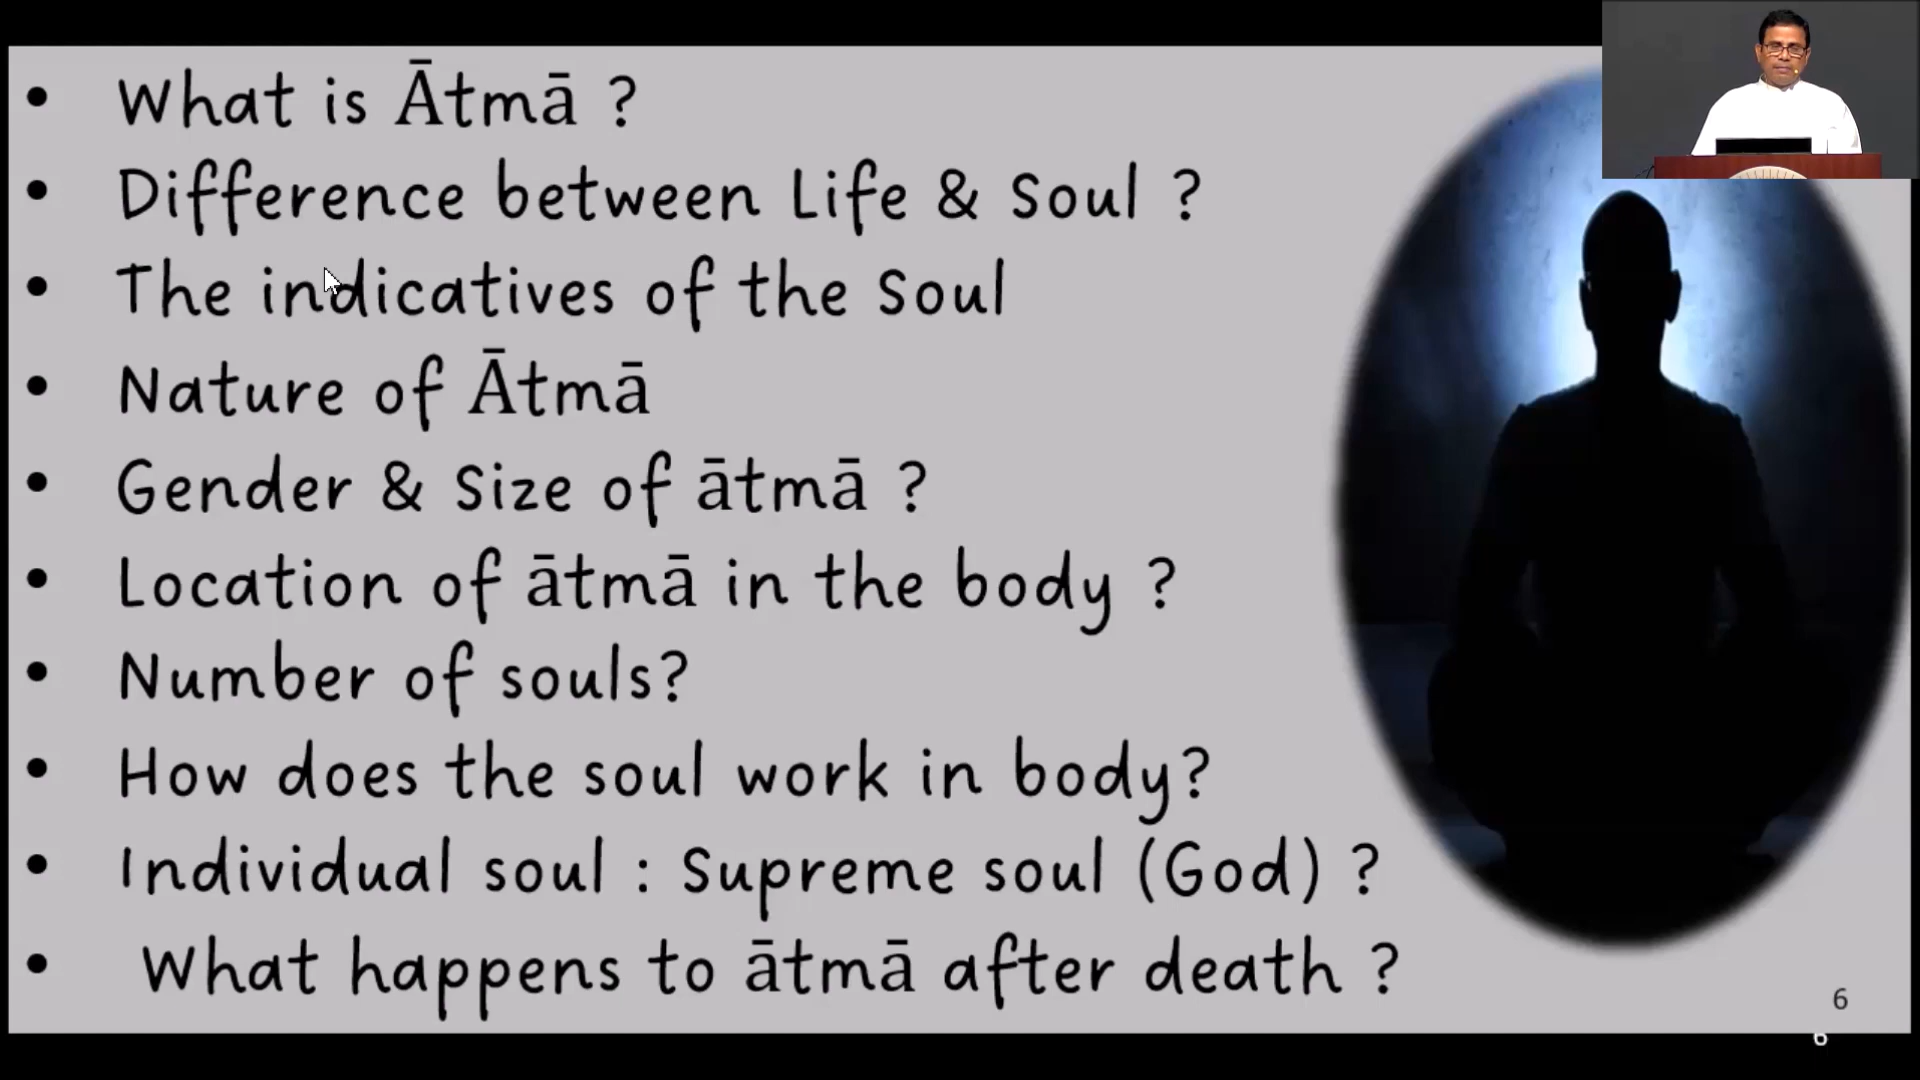 • What is Ātmā ?
• Difference between Life & Soul ?
• The indicatives of the Soul
• Nature of Ātmā
• Gender & Size of ātmā ?
• Location of ātmā in the body ?
• Number of souls?
• How does the soul work in body?
• Individual soul : Supreme soul (God) ?
• What happens to ātmā after death ?
6
6